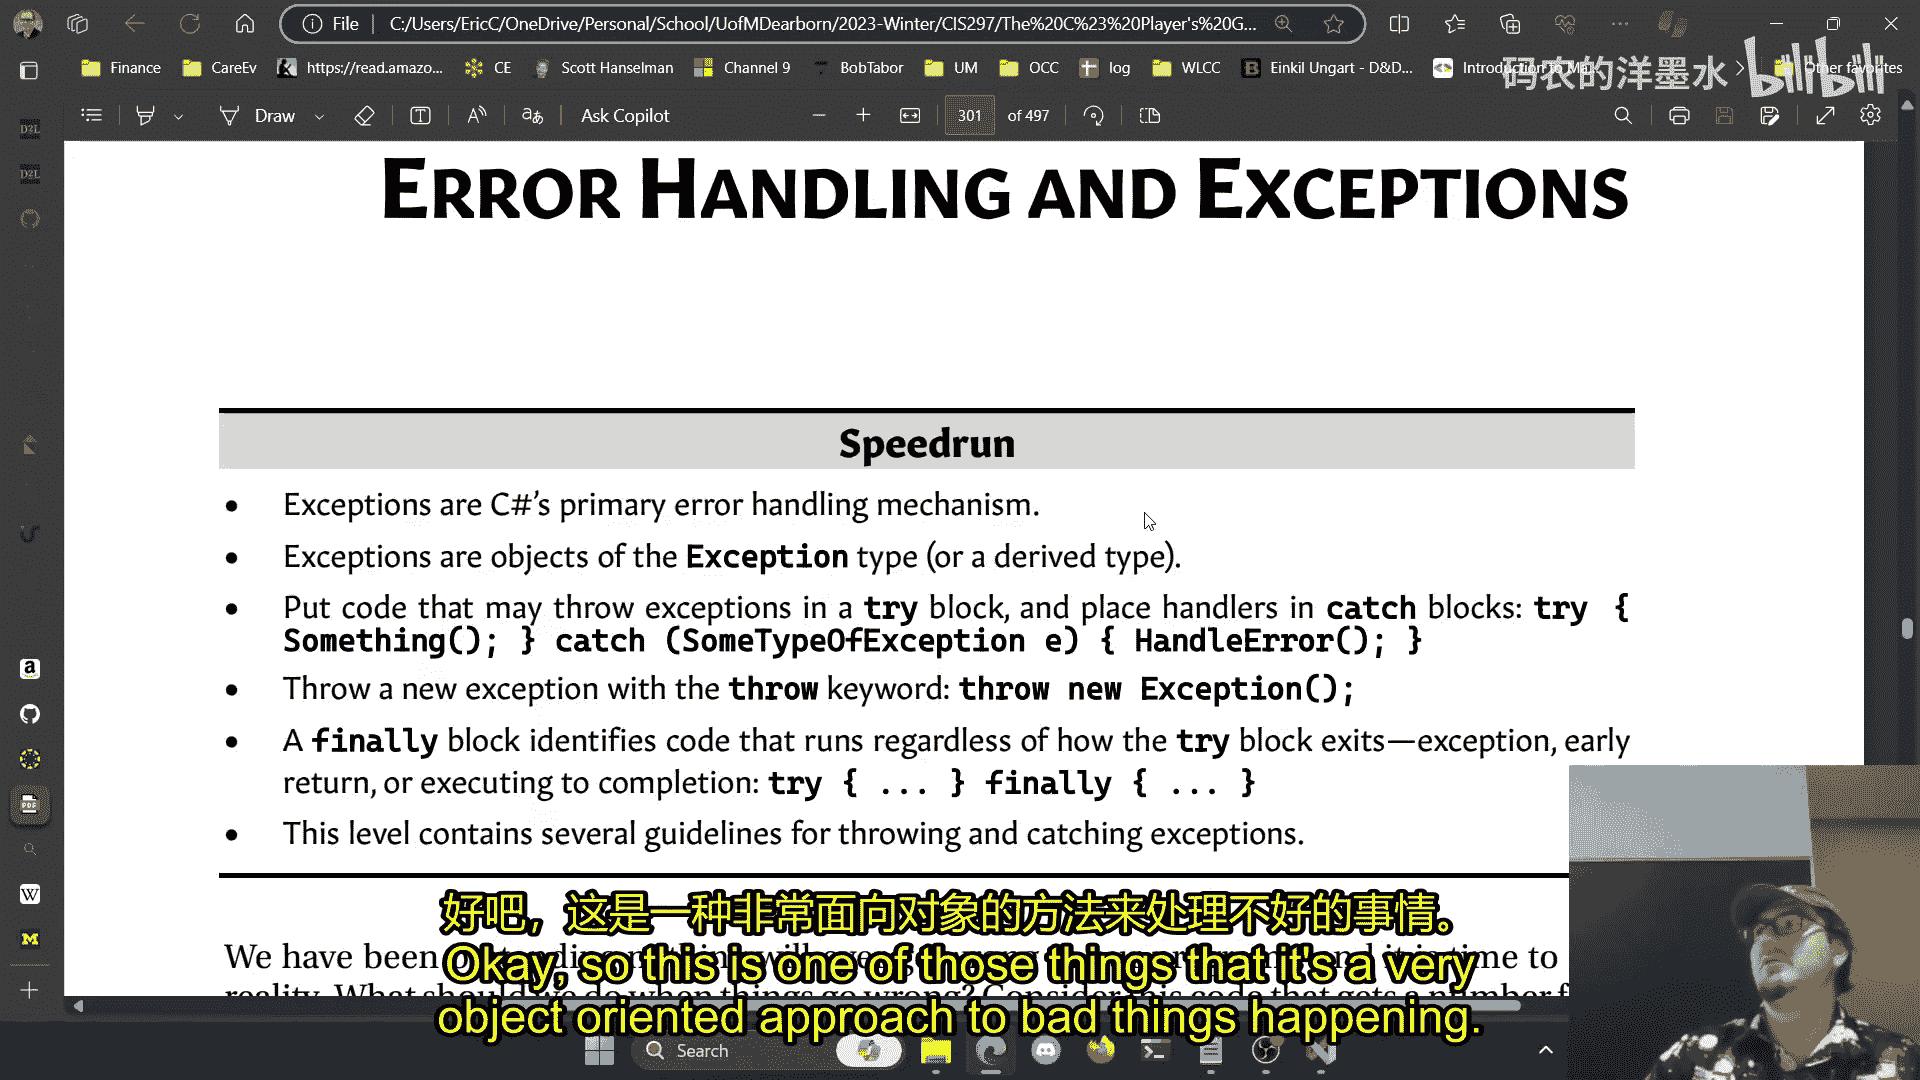 File
C:/Users/EricC/OneDrive/Personal/School/UofMDearborn/2023-Winter/CIS297/The%20C%23%20Player's%20G...
Finance
CareEv
https://read.amazo...
CE
Scott Hanselman
Channel 9
BobTabor
UM
OCC
log
WLCC
Einkil Ungart - D&D...
Other favorites
码农的洋墨水
bilibili
Draw
Ask Copilot
301
of 497
D2L
D2L
ERROR HANDLING AND EXCEPTIONS
Speedrun
• Exceptions are C#’s primary error handling mechanism.
• Exceptions are objects of the Exception type (or a derived type).
• Put code that may throw exceptions in a try block, and place handlers in catch blocks: try {
Something(); } catch (SomeTypeOfException e) { HandleError(); }
• Throw a new exception with the throw keyword: throw new Exception();
• A finally block identifies code that runs regardless of how the try block exits—exception, early
return, or executing to completion: try { ... } finally { ... }
• This level contains several guidelines for throwing and catching exceptions.
We have been
time to
好吧，这是一种非常面向对象的方法来处理不好的事情。
Okay, so this is one of those things that it's a very
object oriented approach to bad things happening.
Search